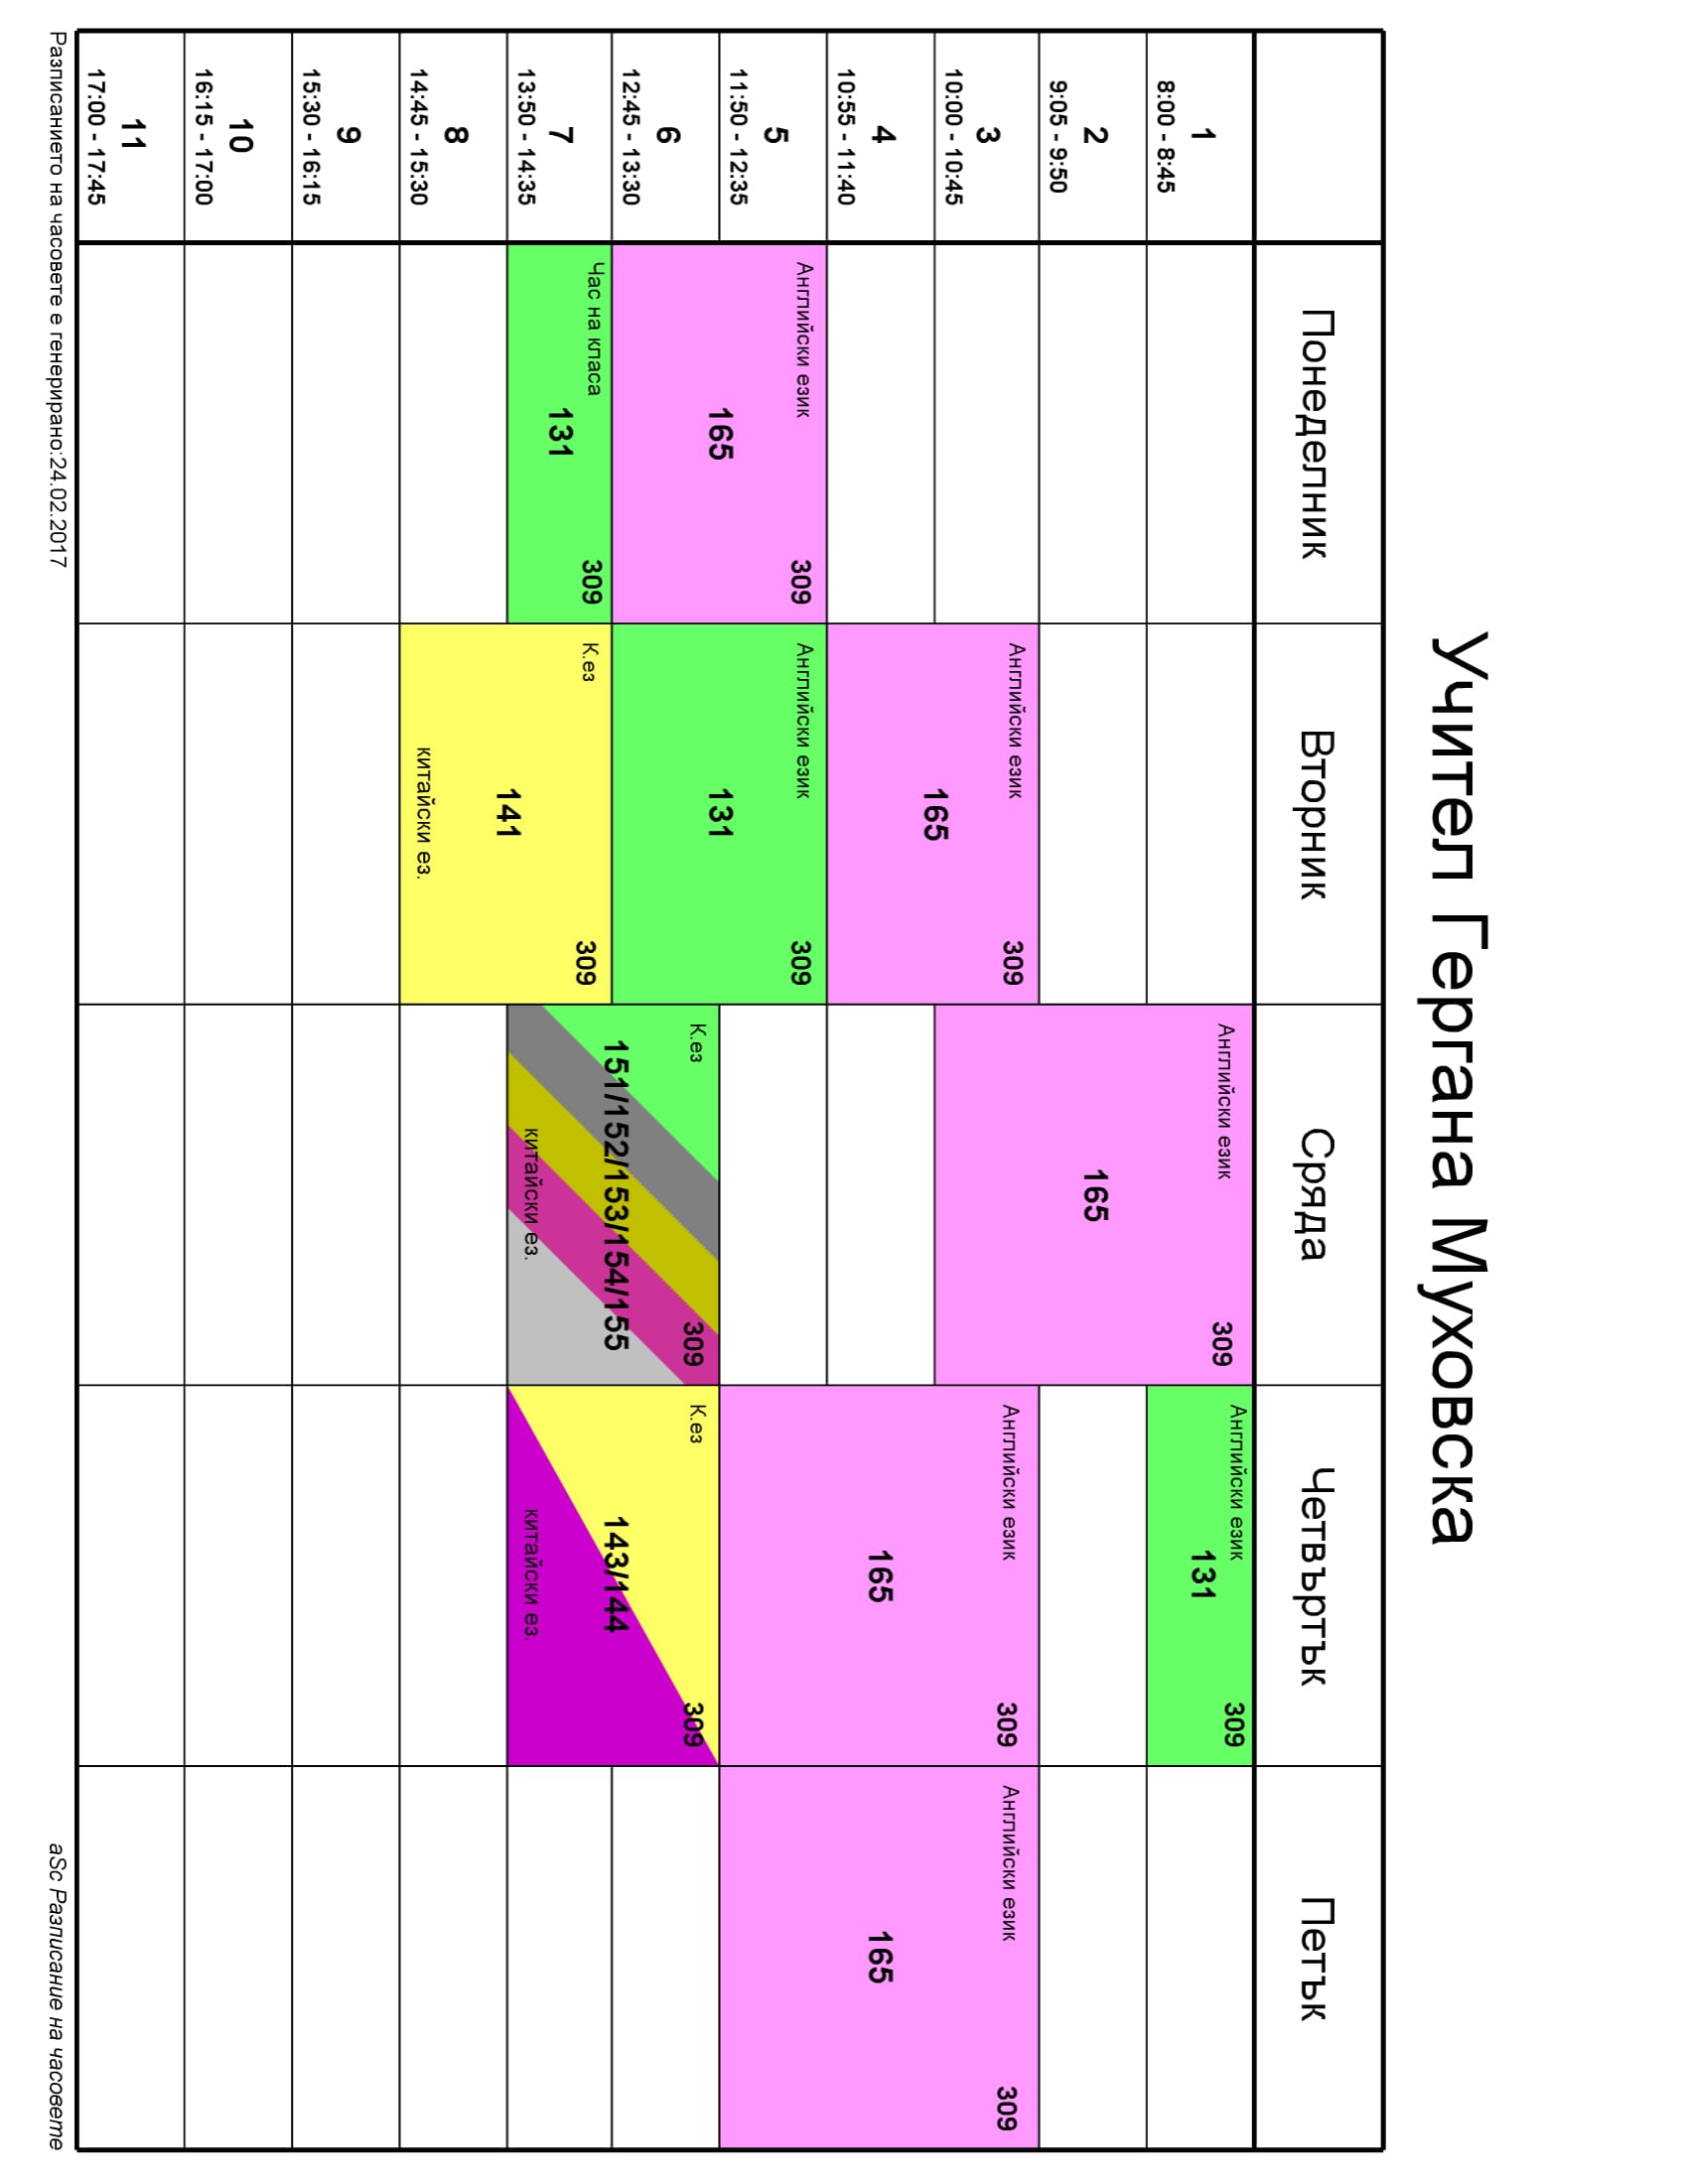 Учител Гергана Муховска
Понеделник
Вторник
Сряда
Четвъртък
Петък
1
8:00 - 8:45
Английски език
309
165
Английски език
309
131
2
9:05 - 9:50
3
10:00 - 10:45
Английски език
309
165
Английски език
309
165
Английски език
309
165
4
10:55 - 11:40
5
11:50 - 12:35
Английски език
309
165
Английски език
309
131
6
12:45 - 13:30
К.ез
309
151/152/153/154/155
китайски ез.
К.ез
309
143/144
китайски ез.
7
13:50 - 14:35
Час на класа
309
131
К.ез
309
141
китайски ез.
8
14:45 - 15:30
9
15:30 - 16:15
10
16:15 - 17:00
11
17:00 - 17:45
Разписанието на часовете е генерирано:24.02.2017
aSc Разписание на часовете